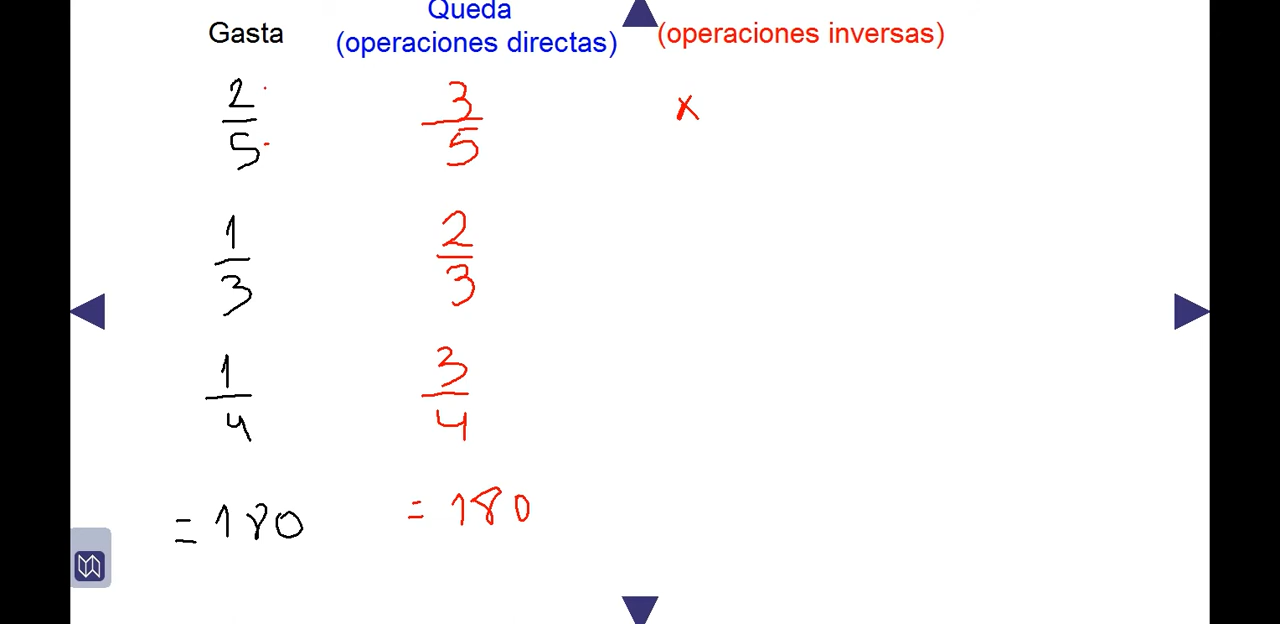 Gasta
Queda
(operaciones directas)
(operaciones inversas)
2/5 3/5 x
1/3 2/3
1/4 3/4
= 180 = 180